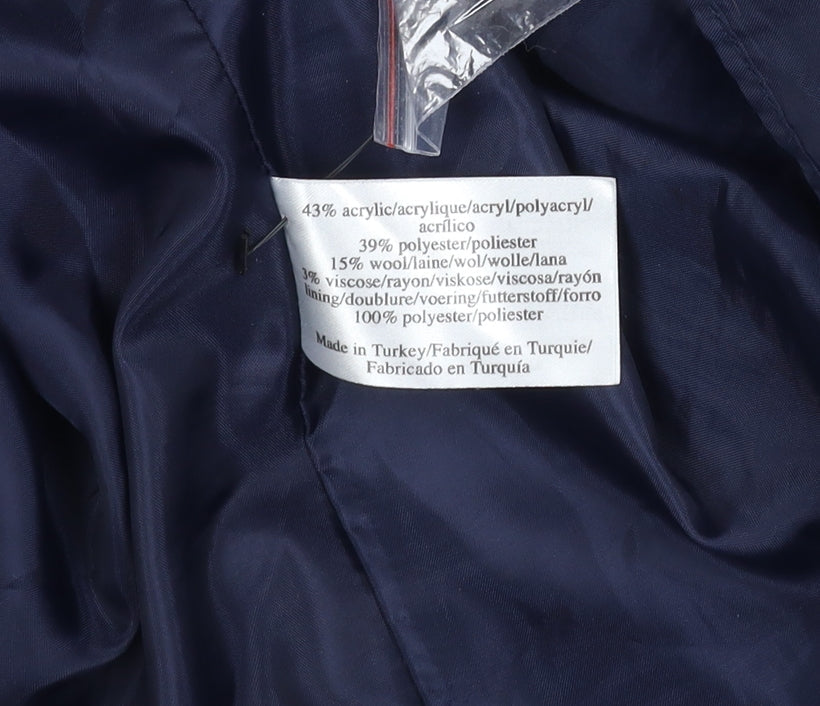 43% acrylic/acrylique/acryl/polyacryl/
acrílico
39% polyester/poliester
15% wool/laine/wol/wolle/lana
3% viscose/rayon/viskose/viscosa/rayón
lining/doublure/voering/futterstoff/forro
100% polyester/poliester
Made in Turkey/Fabriqué en Turquie/
Fabricado en Turquía